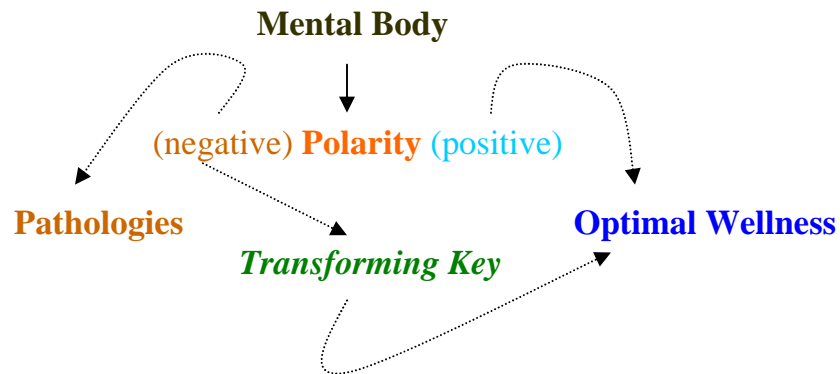 Mental Body
(negative) Polarity (positive)
Pathologies
Optimal Wellness
Transforming Key